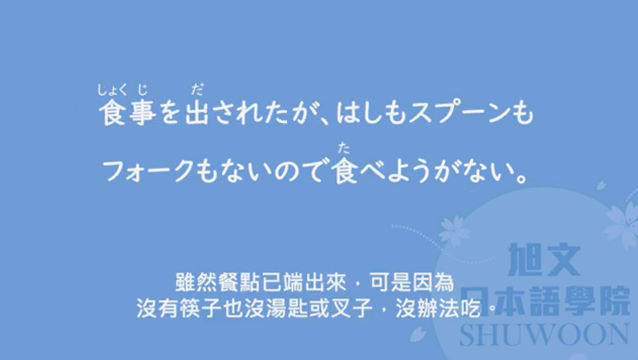 しょく じ だ
食事を出されたが、はしもスプーンも
た
フォークもないので食べようがない。
雖然餐點已端出來，可是因為
沒有筷子也沒湯匙或叉子，沒辦法吃。
旭文
日本語學院
SHUWOON